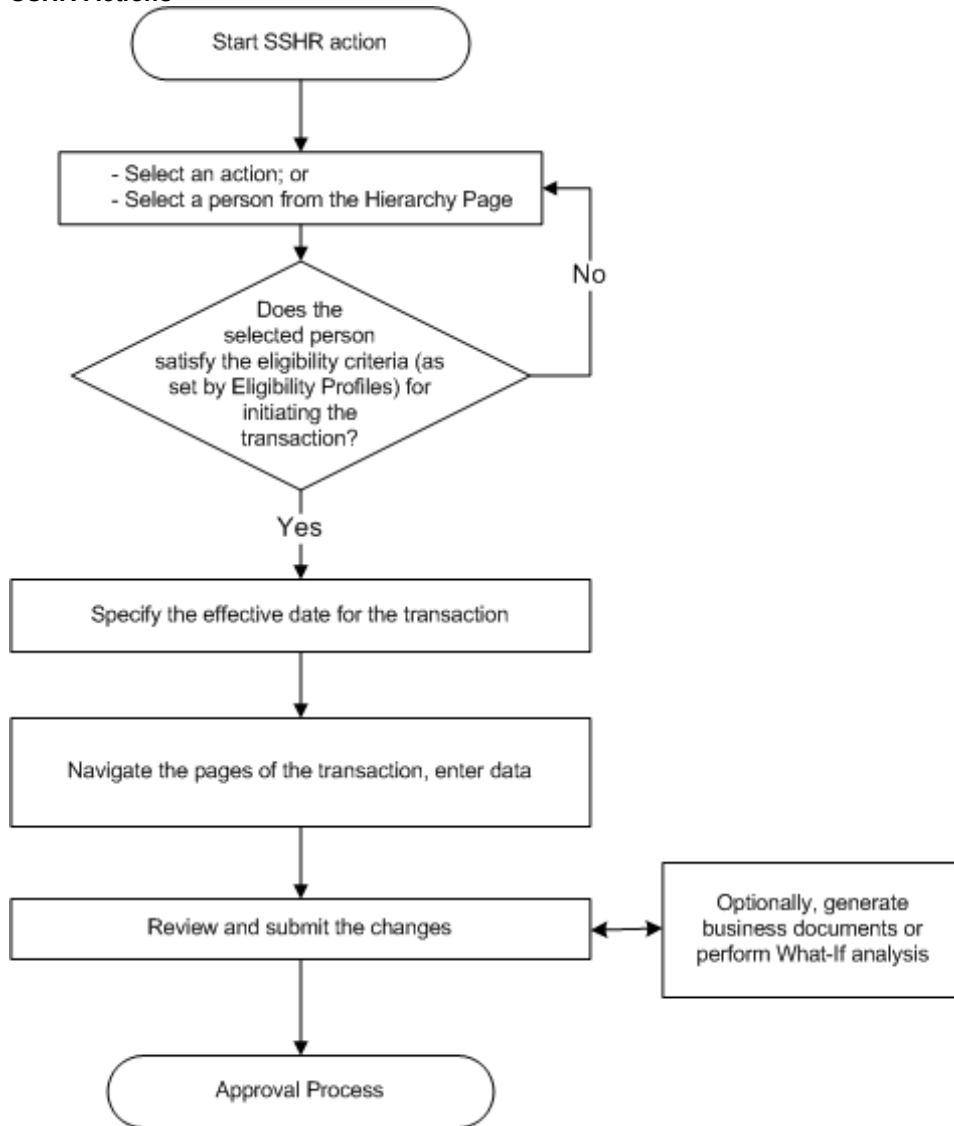 Start SSHR action
- Select an action; or
- Select a person from the Hierarchy Page
No
Does the
selected person
satisfy the eligibility criteria (as
set by Eligibility Profiles) for
initiating the
transaction?
Yes
Specify the effective date for the transaction
Navigate the pages of the transaction, enter data
Review and submit the changes
Optionally, generate
business documents or
perform What-If analysis
Approval Process